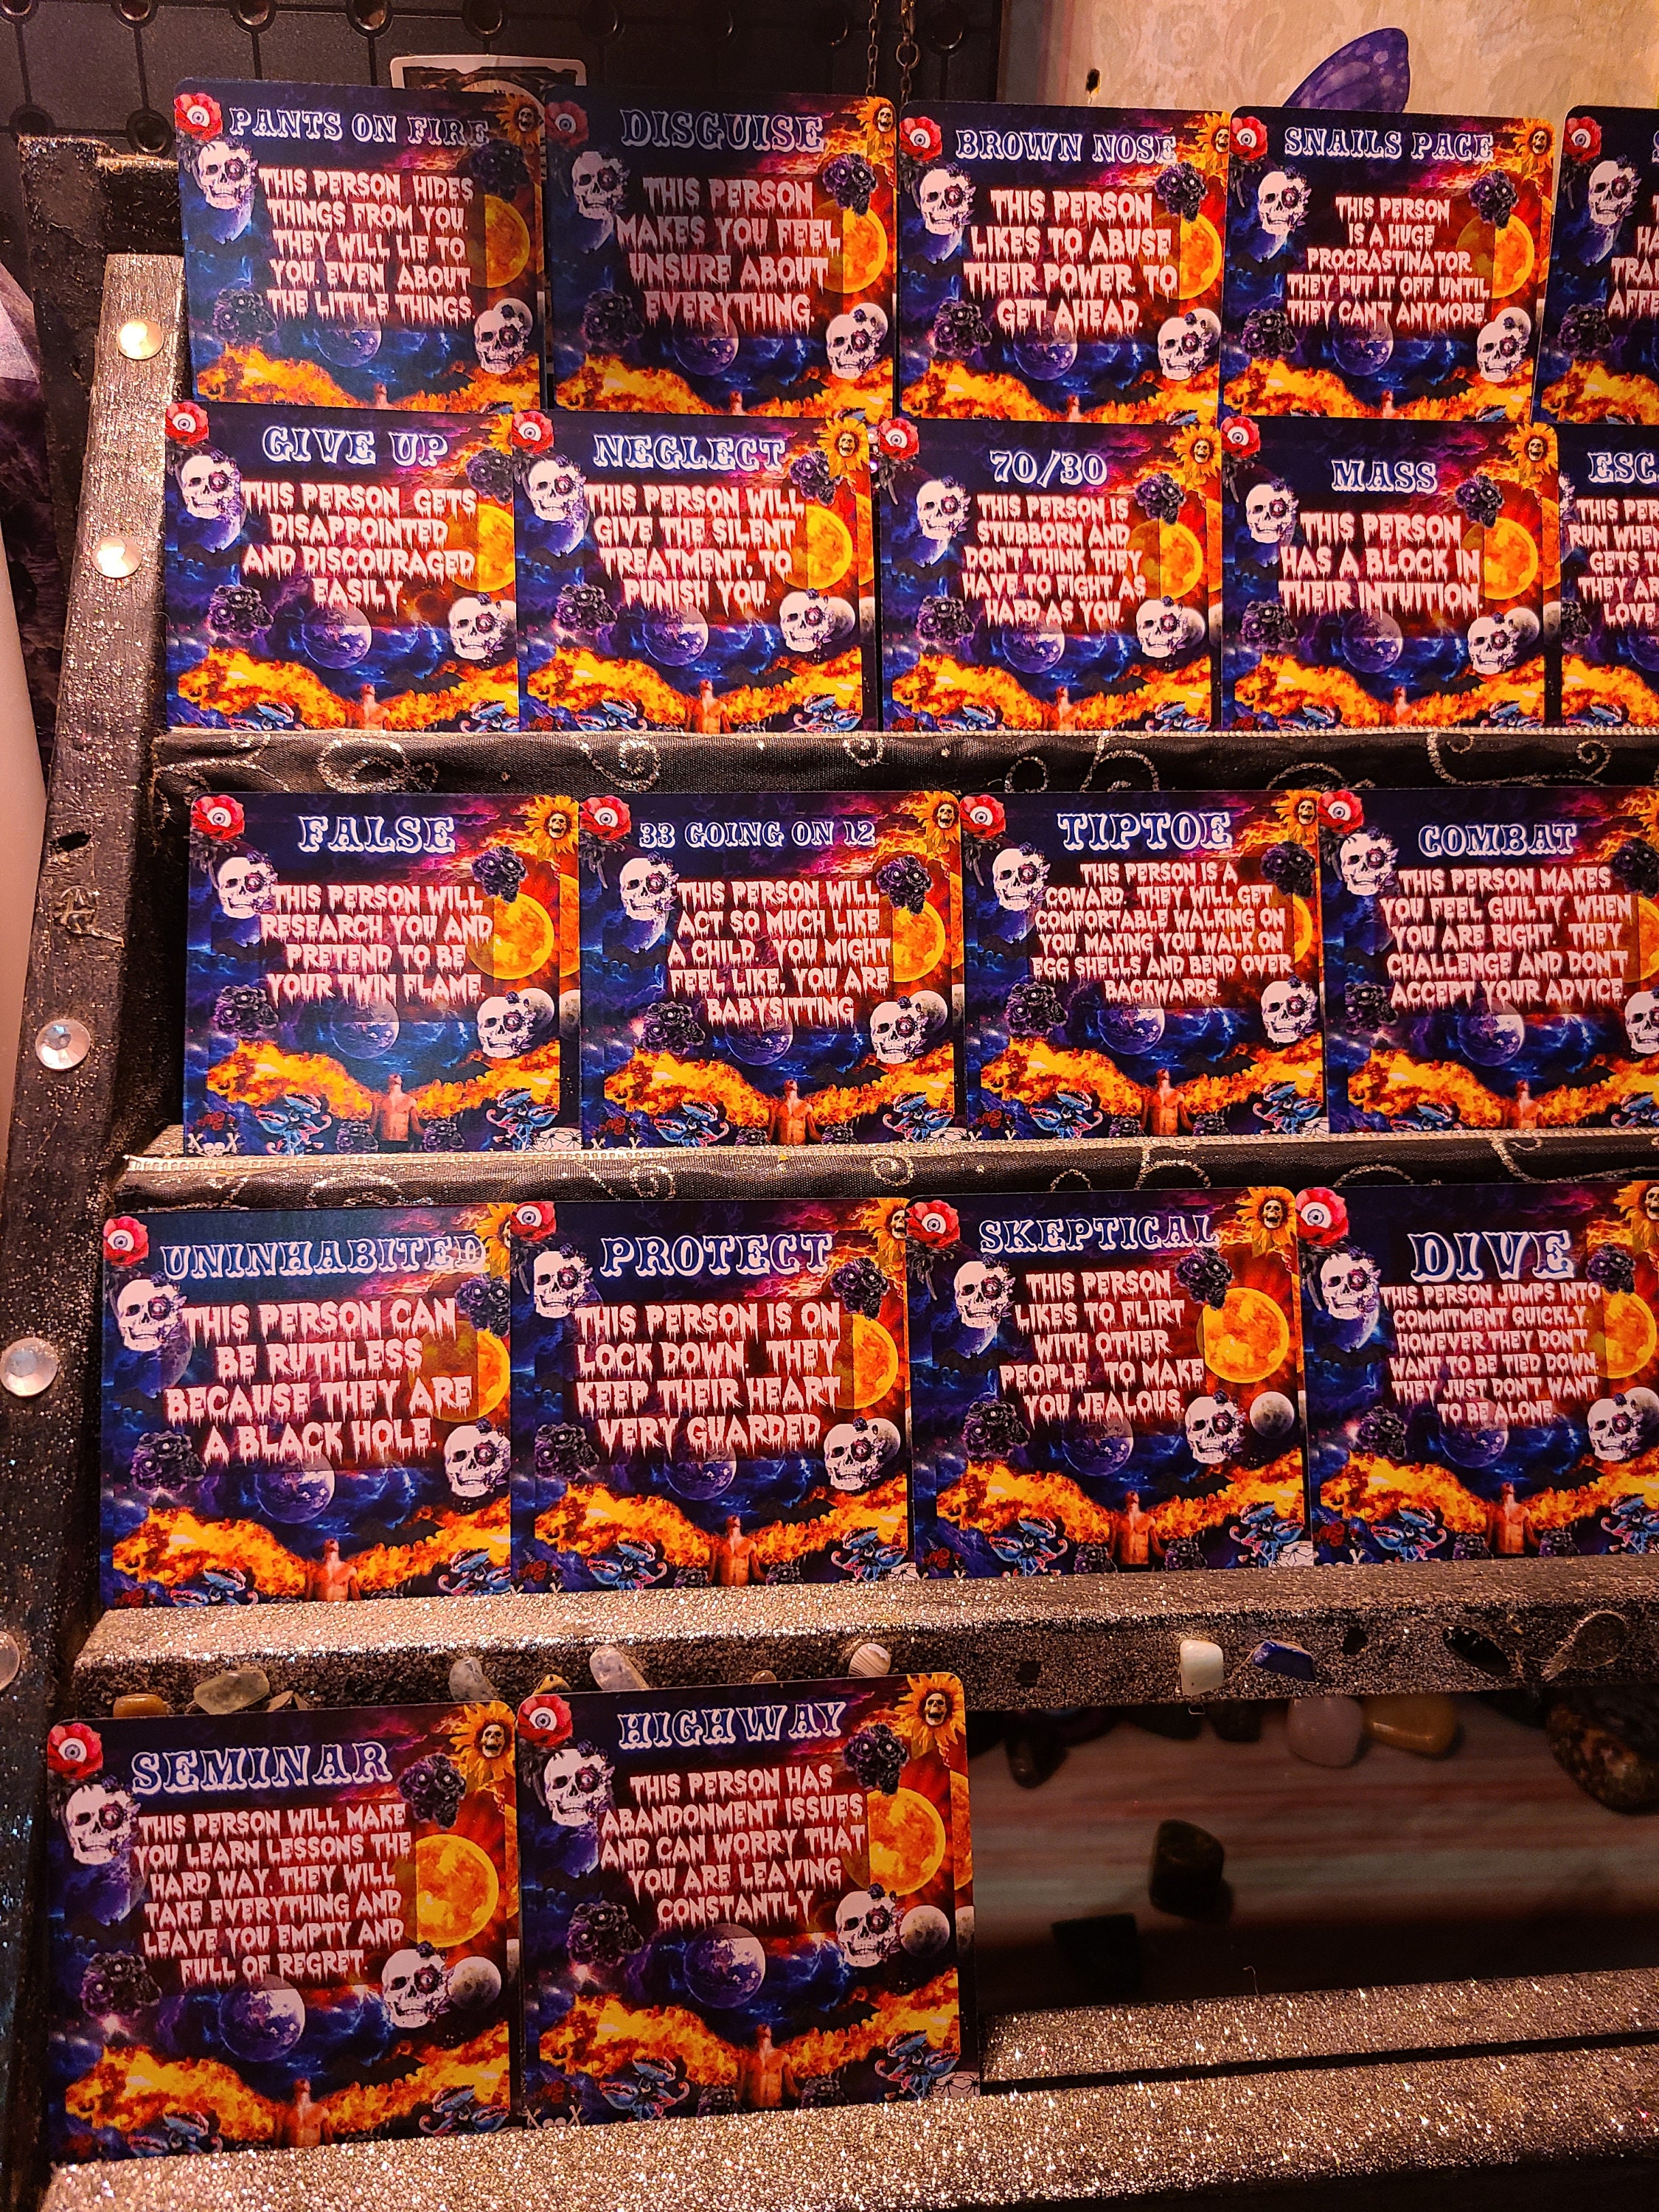 PANTS ON FIRE
THIS PERSON HIDES
THINGS FROM YOU
THEY WILL LIE TO
YOU. EVEN ABOUT
THE LITTLE THINGS.
DISGUISE
THIS PERSON
MAKES YOU FEEL
UNSURE ABOUT
EVERYTHING.
BROWN NOSE
THIS PERSON
LIKES TO ABUSE
THEIR POWER. TO
GET AHEAD.
SNAILS PACE
THIS PERSON
IS A HUGE
PROCRASTINATOR
THEY PUT IT OFF UNTIL
THEY CAN'T ANYMORE.
GIVE UP
THIS PERSON GETS
DISAPPOINTED
AND DISCOURAGED
EASILY.
NEGLECT
THIS PERSON WILL
GIVE THE SILENT
TREATMENT, TO
PUNISH YOU.
70/30
THIS PERSON IS
STUBBORN AND
DON'T THINK THEY
HAVE TO FIGHT AS
HARD AS YOU.
MASS
THIS PERSON
HAS A BLOCK IN
THEIR INTUITION.
RUN WHEN
GETS
LOVE
FALSE
THIS PERSON WILL
RESEARCH YOU AND
PRETEND TO BE
YOUR TWIN FLAME.
33 GOING ON 12
THIS PERSON WILL
ACT SO MUCH LIKE
A CHILD. YOU MIGHT
FEEL LIKE, YOU ARE
BABYSITTING
TIPTOE
THIS PERSON IS A
COWARD. THEY WILL GET
COMFORTABLE WALKING ON
YOU. MAKING YOU WALK ON
EGG SHELLS AND BEND OVER
BACKWARDS.
COMBAT
THIS PERSON MAKES
YOU FEEL GUILTY WHEN
YOU ARE RIGHT. THEY
CHALLENGE AND DON'T
ACCEPT YOUR ADVICE.
UNINHABITED
THIS PERSON CAN
BE RUTHLESS
BECAUSE THEY ARE
A BLACK HOLE.
PROTECT
THIS PERSON IS ON
LOCK DOWN. THEY
KEEP THEIR HEART
VERY GUARDED.
SKEPTICAL
THIS PERSON
LIKES TO FLIRT
WITH OTHER
PEOPLE. TO MAKE
YOU JEALOUS.
DIVE
THIS PERSON JUMPS INTO
COMMITMENT QUICKLY
HOWEVER THEY DON'T
WANT TO BE TIED DOWN.
THEY JUST DON'T WANT
TO BE ALONE.
SEMINAR
THIS PERSON WILL MAKE
YOU LEARN LESSONS THE
HARD WAY. THEY WILL
TAKE EVERYTHING AND
LEAVE YOU EMPTY AND
FULL OF REGRET.
HIGHWAY
THIS PERSON HAS
ABANDONMENT ISSUES
AND CAN WORRY THAT
YOU ARE LEAVING
CONSTANTLY